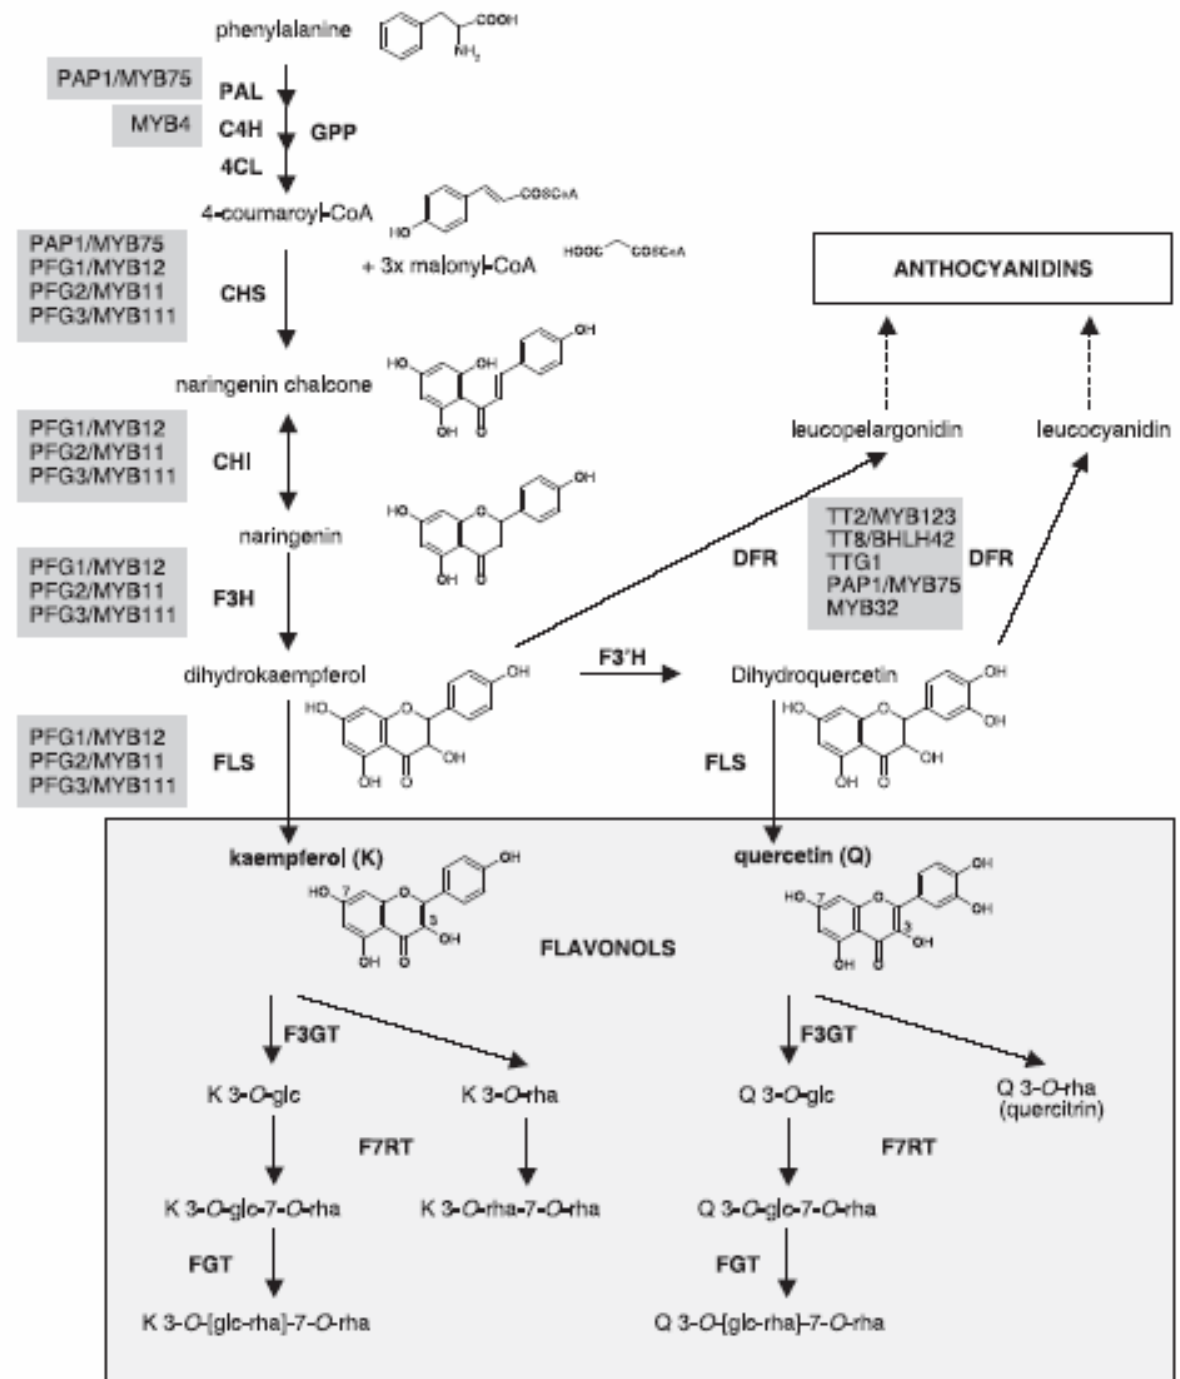 phenylalanine
COOH
NH2
PAP1/MYB75
PAL
MYB4
C4H
GPP
4CL
4-coumaroyl-CoA
COSCoA
HO
PAP1/MYB75
PFG1/MYB12
PFG2/MYB11
PFG3/MYB111
CHS
+ 3x malonyl-CoA
HOOC COSCoA
ANTHOCYANIDINS
naringenin chalcone
HO OH OH
OH O
leucopelargonidin
leucocyanidin
PFG1/MYB12
PFG2/MYB11
PFG3/MYB111
CHI
naringenin
HO O OH
OH O
PFG1/MYB12
PFG2/MYB11
PFG3/MYB111
F3H
DFR
TT2/MYB123
TT8/BHLH42
TTG1
PAP1/MYB75
MYB32
DFR
dihydrokaempferol
HO O OH
OH
OH O
F3'H
Dihydroquercetin
HO O OH
OH
OH
OH O
PFG1/MYB12
PFG2/MYB11
PFG3/MYB111
FLS
FLS
kaempferol (K)
HO 7 O OH
3
OH
OH O
quercetin (Q)
HO 7 O OH
OH
3
OH
OH O
FLAVONOLS
F3GT
F3GT
K 3-O-glc
K 3-O-rha
Q 3-O-glc
Q 3-O-rha
(quercitrin)
F7RT
F7RT
K 3-O-glc-7-O-rha
K 3-O-rha-7-O-rha
Q 3-O-glc-7-O-rha
FGT
FGT
K 3-O-[glc-rha]-7-O-rha
Q 3-O-[glc-rha]-7-O-rha